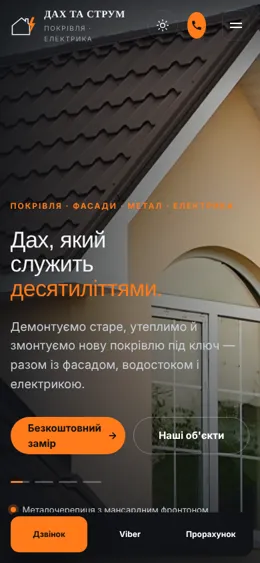 ДАХ ТА СТРУМ
ПОКРІВЛЯ ·
ЕЛЕКТРИКА
ПОКРІВЛЯ · ФАСАДИ · МЕТАЛ · ЕЛЕКТРИКА
Дах, який
служить
десятиліттями.
Демонтуємо старе, утеплимо й
змонтуємо нову покрівлю під ключ —
разом із фасадом, водостоком і
електрикою.
Безкоштовний
замір →
Наші об'єкти
Металочерепиця з мансардним фронтоном
Дзвінок
Viber
Прорахунок